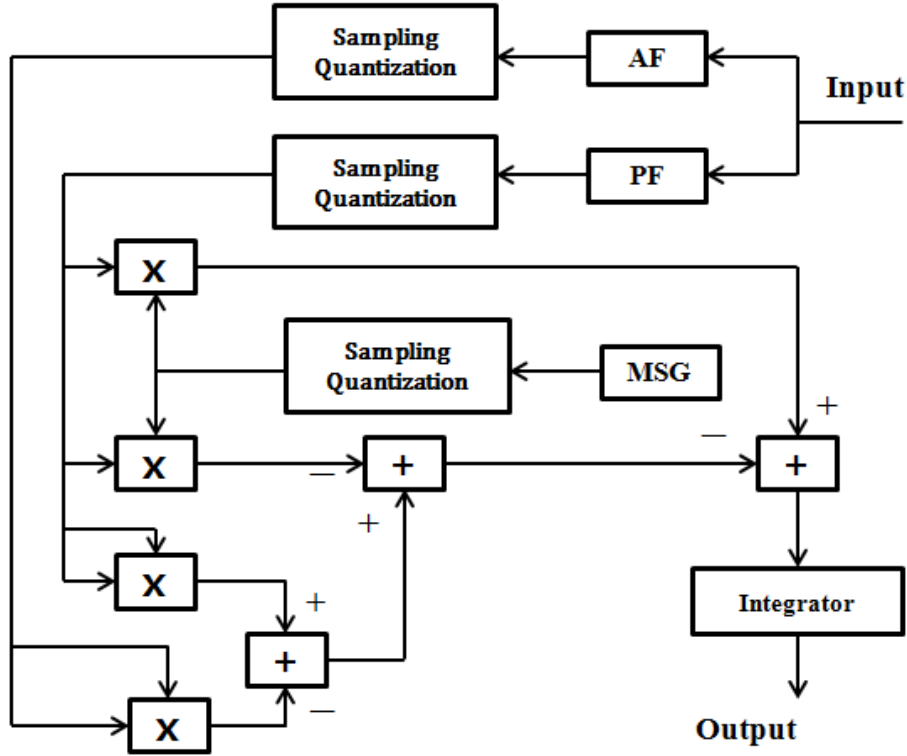 Sampling
Quantization
AF
Input
Sampling
Quantization
PF
X
Sampling
Quantization
MSG
+
X
−
+
−
+
+
X
+
Integrator
+
−
X
Output